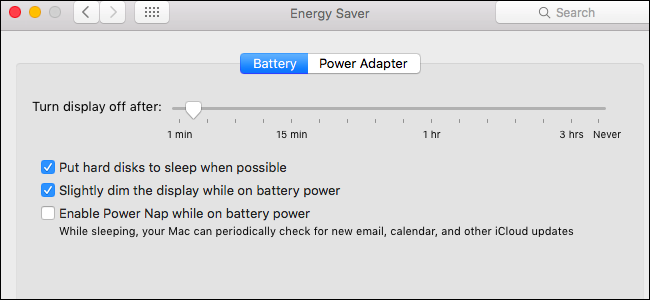 Energy Saver
Search
Battery Power Adapter
Turn display off after:
1 min 15 min 1 hr 3 hrs Never
Put hard disks to sleep when possible
Slightly dim the display while on battery power
Enable Power Nap while on battery power
While sleeping, your Mac can periodically check for new email, calendar, and other iCloud updates